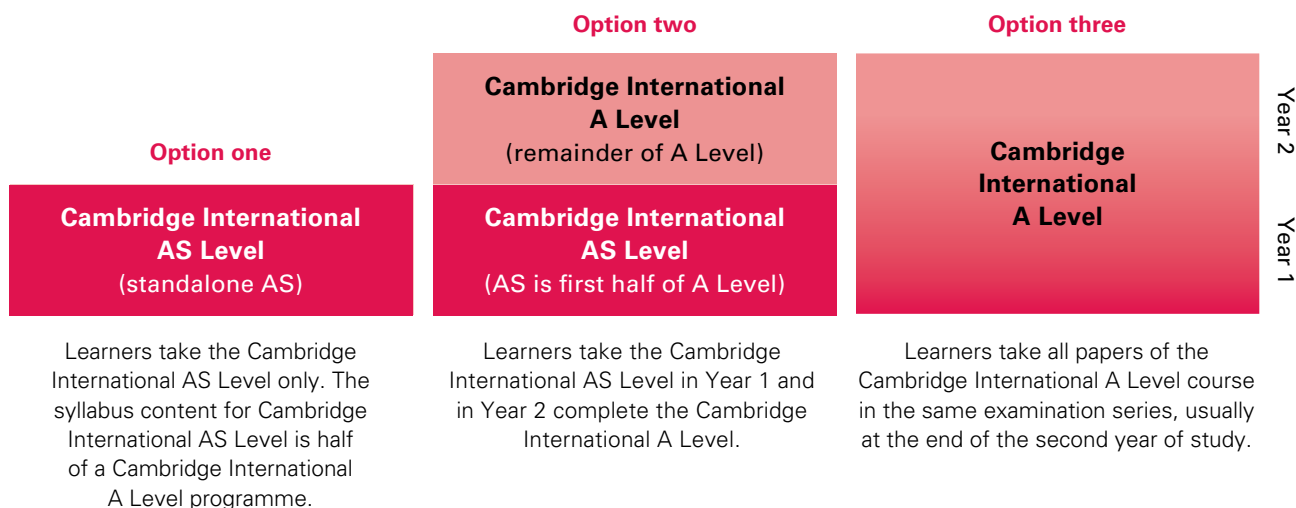 Option one
Cambridge International
AS Level
(standalone AS)
Learners take the Cambridge
International AS Level only. The
syllabus content for Cambridge
International AS Level is half
of a Cambridge International
A Level programme.
Option two
Cambridge International
A Level
(remainder of A Level)
Cambridge International
AS Level
(AS is first half of A Level)
Learners take the Cambridge
International AS Level in Year 1 and
in Year 2 complete the Cambridge
International A Level.
Option three
Cambridge
International
A Level
Learners take all papers of the
Cambridge International A Level course
in the same examination series, usually
at the end of the second year of study.
Year 2
Year 1